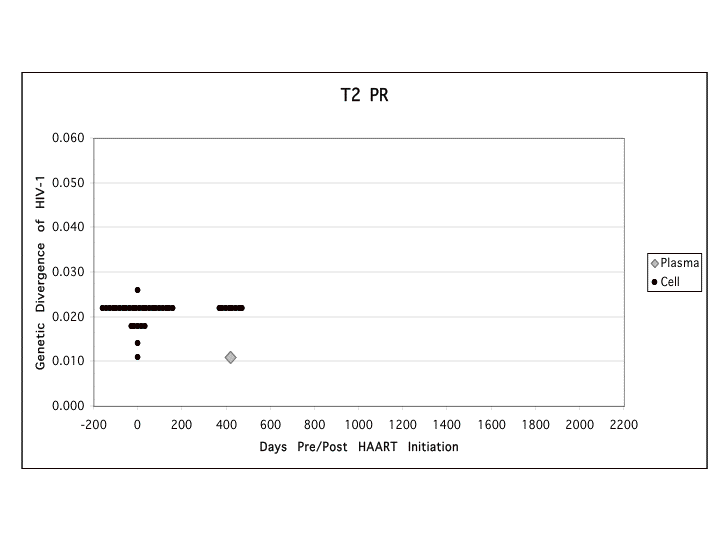 T2 PR
Genetic Divergence of HIV-1
0.060
0.050
0.040
0.030
0.020
0.010
0.000
-200 0 200 400 600 800 1000 1200 1400 1600 1800 2000 2200
Days Pre/Post HAART Initiation
Plasma
Cell